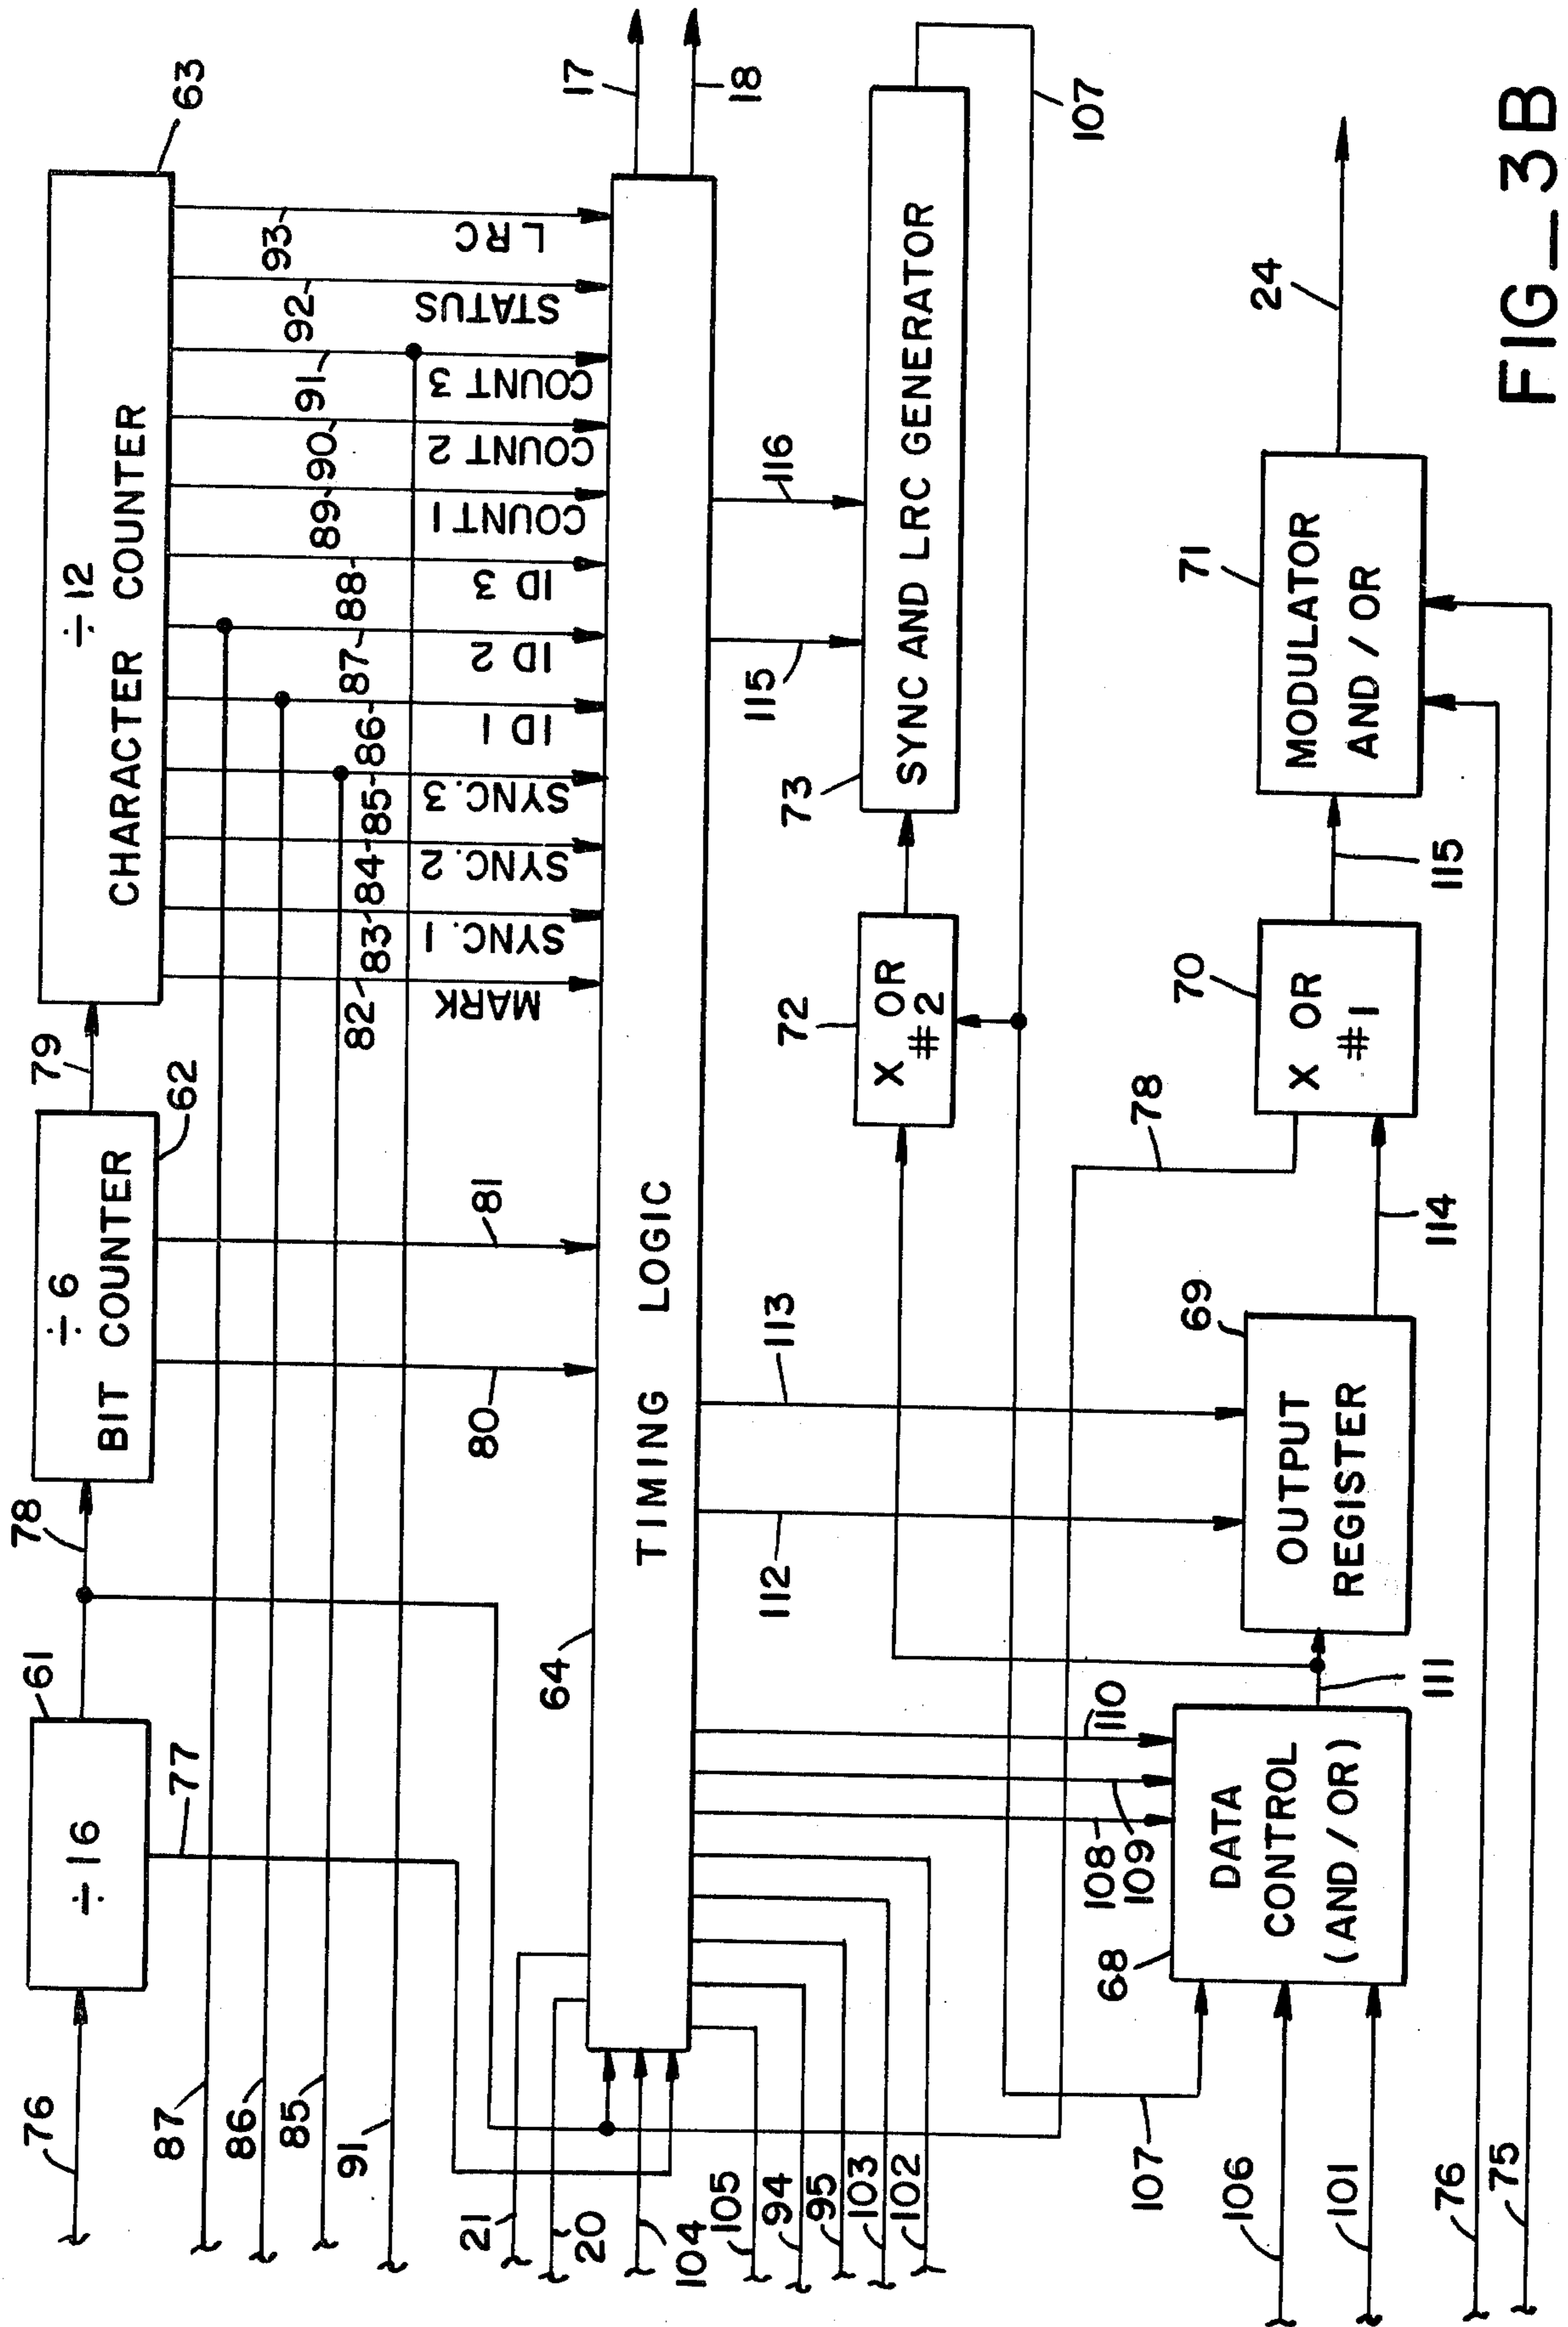 76
÷16
61
77
78
÷6
BIT COUNTER
62
79
÷12
CHARACTER COUNTER
63
87
86
85
91
80
81
82
83
84
85
86
87
88
89
90
91
92
93
MARK
SYNC. 1
SYNC. 2
SYNC. 3
ID 1
ID 2
ID 3
COUNT 1
COUNT 2
COUNT 3
STATUS
LRC
21
20
104
105
94
95
103
102
64
TIMING LOGIC
17
18
108
109
110
112
113
115
116
72
X OR
#2
73
SYNC AND LRC GENERATOR
107
107
106
101
68
DATA
CONTROL
(AND/OR)
111
69
OUTPUT
REGISTER
114
78
70
X OR
#1
115
71
MODULATOR
AND/OR
24
76
75
FIG_3B